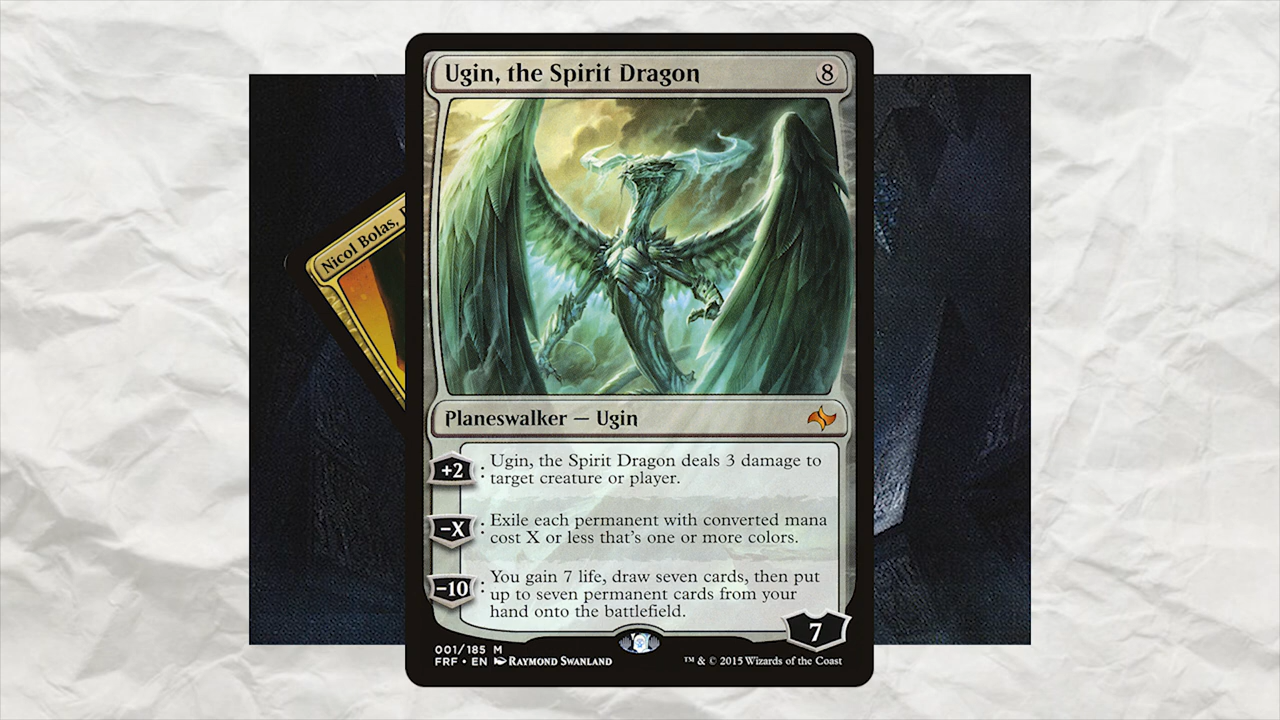 Ugin, the Spirit Dragon 8
Nicol Bolas,
Planeswalker — Ugin
+2: Ugin, the Spirit Dragon deals 3 damage to
target creature or player.
−X: Exile each permanent with converted mana
cost X or less that's one or more colors.
−10: You gain 7 life, draw seven cards, then put
up to seven permanent cards from your
hand onto the battlefield.
7
001/185 M
FRF • EN RAYMOND SWANLAND
™ & © 2015 Wizards of the Coast